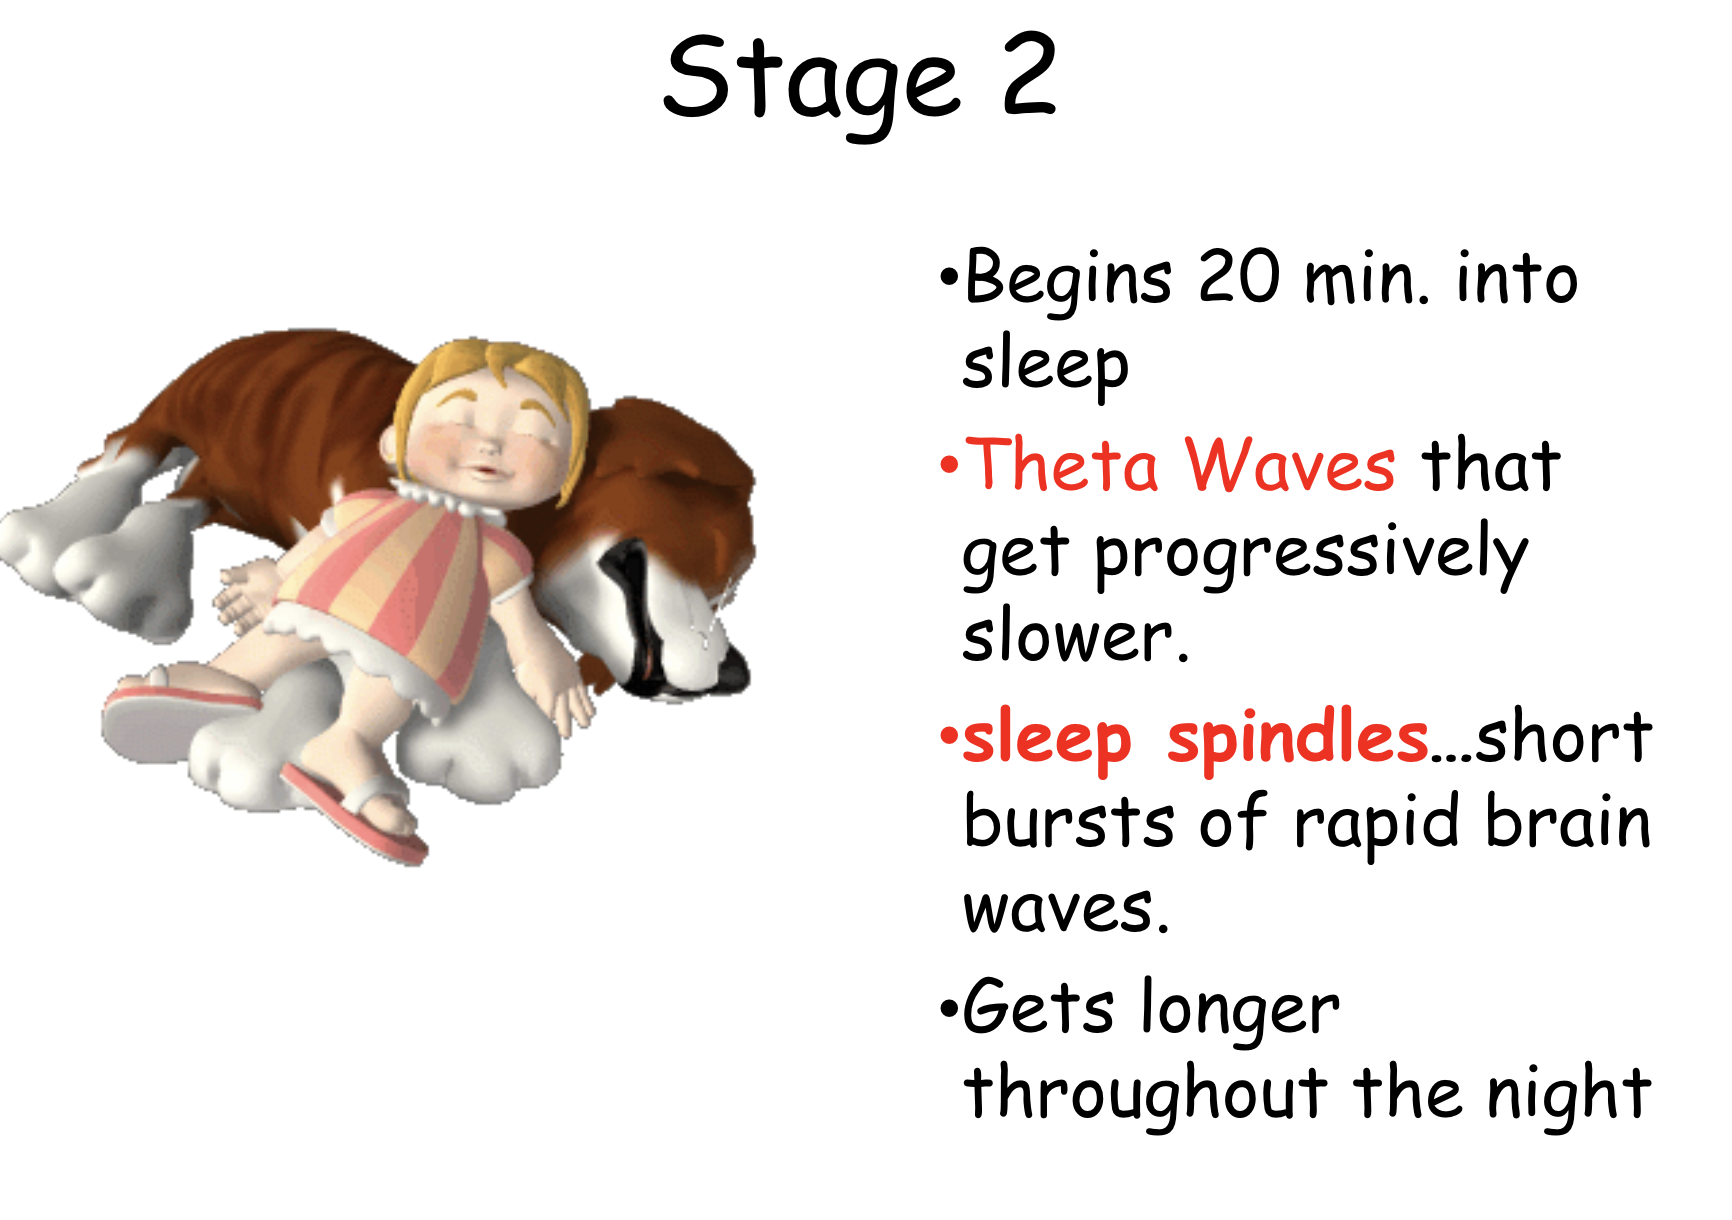 Stage 2
•Begins 20 min. into
sleep
•Theta Waves that
get progressively
slower.
•sleep spindles...short
bursts of rapid brain
waves.
•Gets longer
throughout the night